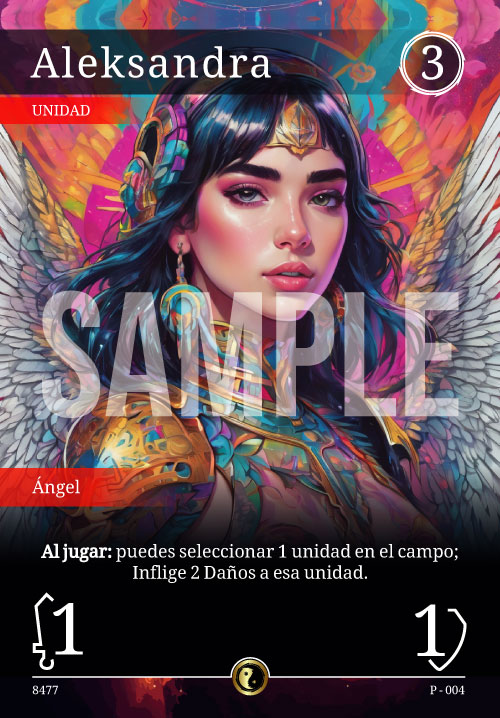 Aleksandra
3
UNIDAD
SAMPLE
Ángel
Al jugar: puedes seleccionar 1 unidad en el campo;
Inflige 2 Daños a esa unidad.
1
1
8477
P - 004